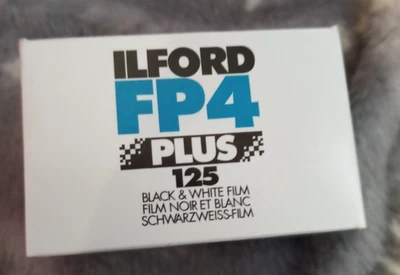 ILFORD
FP4
PLUS
125
BLACK & WHITE FILM
FILM NOIR ET BLANC
SCHWARZWEISS-FILM